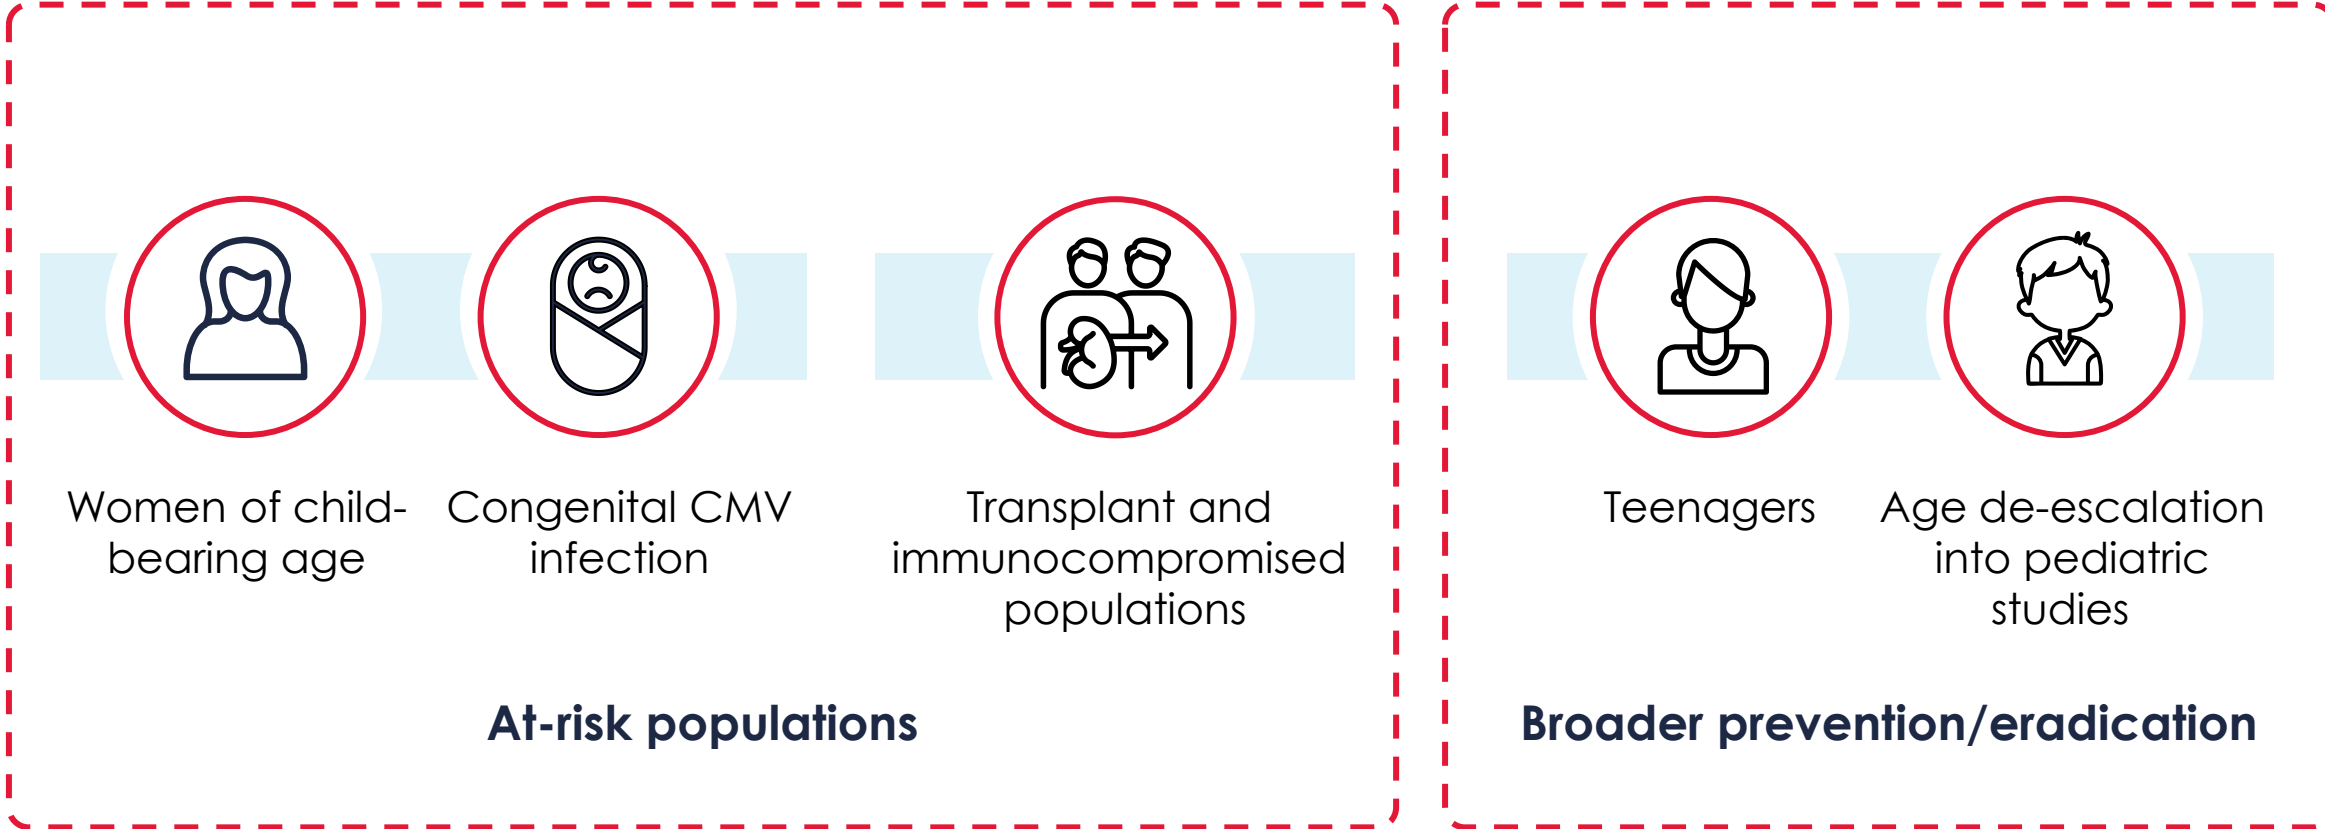 Women of child-
bearing age
Congenital CMV
infection
Transplant and
immunocompromised
populations
At-risk populations
Teenagers
Age de-escalation
into pediatric
studies
Broader prevention/eradication